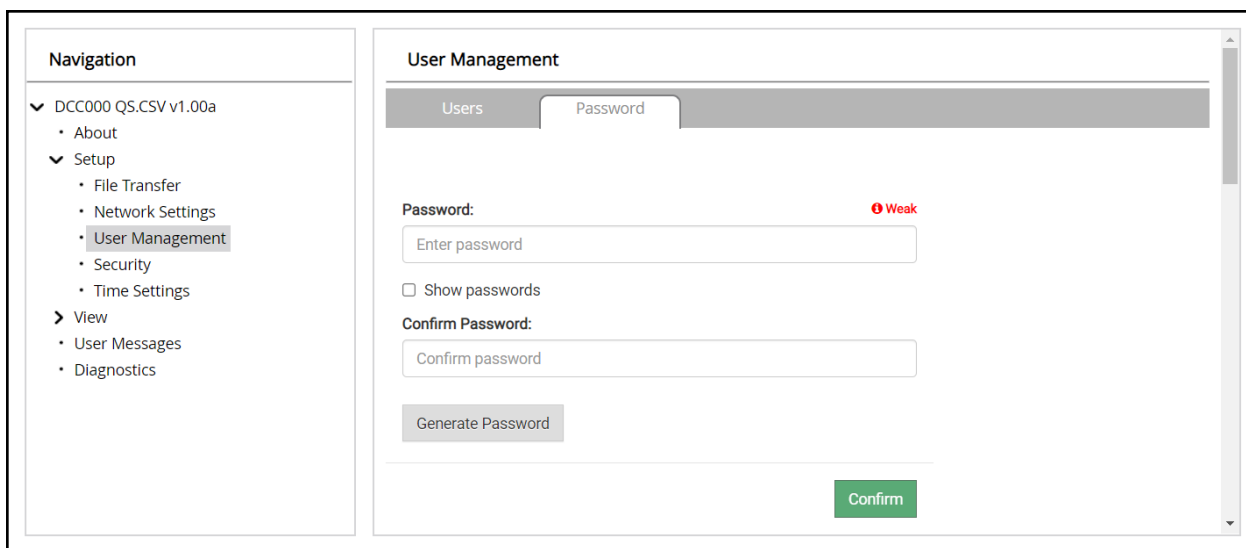 Navigation
DCC000 QS.CSV v1.00a
About
Setup
File Transfer
Network Settings
User Management
Security
Time Settings
View
User Messages
Diagnostics
User Management
Users Password
Password: Weak
Enter password
Show passwords
Confirm Password:
Confirm password
Generate Password
Confirm